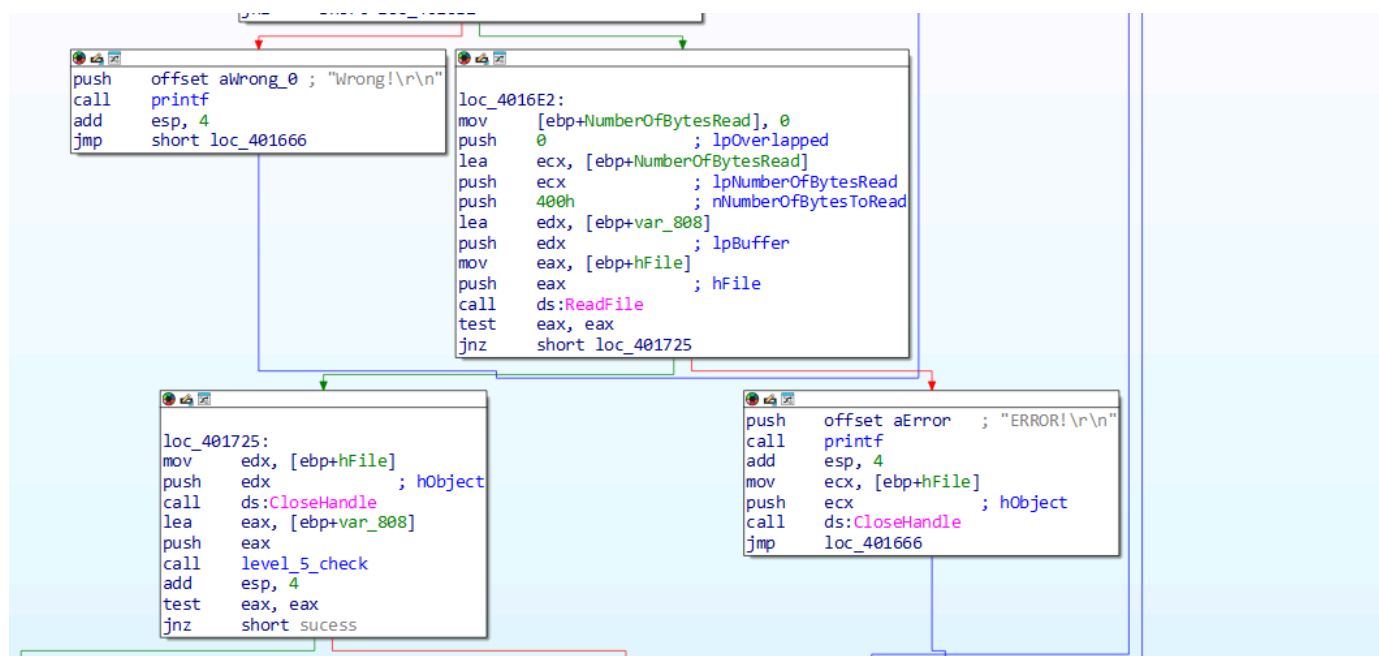 push offset aWrong_0 ; "Wrong!\r\n"
call printf
add esp, 4
jmp short loc_401666
loc_4016E2:
mov [ebp+NumberOfBytesRead], 0
push 0 ; lpOverlapped
lea ecx, [ebp+NumberOfBytesRead]
push ecx ; lpNumberOfBytesRead
push 400h ; nNumberOfBytesToRead
lea edx, [ebp+var_808]
push edx ; lpBuffer
mov eax, [ebp+hFile]
push eax ; hFile
call ds:ReadFile
test eax, eax
jnz short loc_401725
loc_401725:
mov edx, [ebp+hFile]
push edx ; hObject
call ds:CloseHandle
lea eax, [ebp+var_808]
push eax
call level_5_check
add esp, 4
test eax, eax
jnz short sucess
push offset aError ; "ERROR!\r\n"
call printf
add esp, 4
mov ecx, [ebp+hFile]
push ecx ; hObject
call ds:CloseHandle
jmp loc_401666